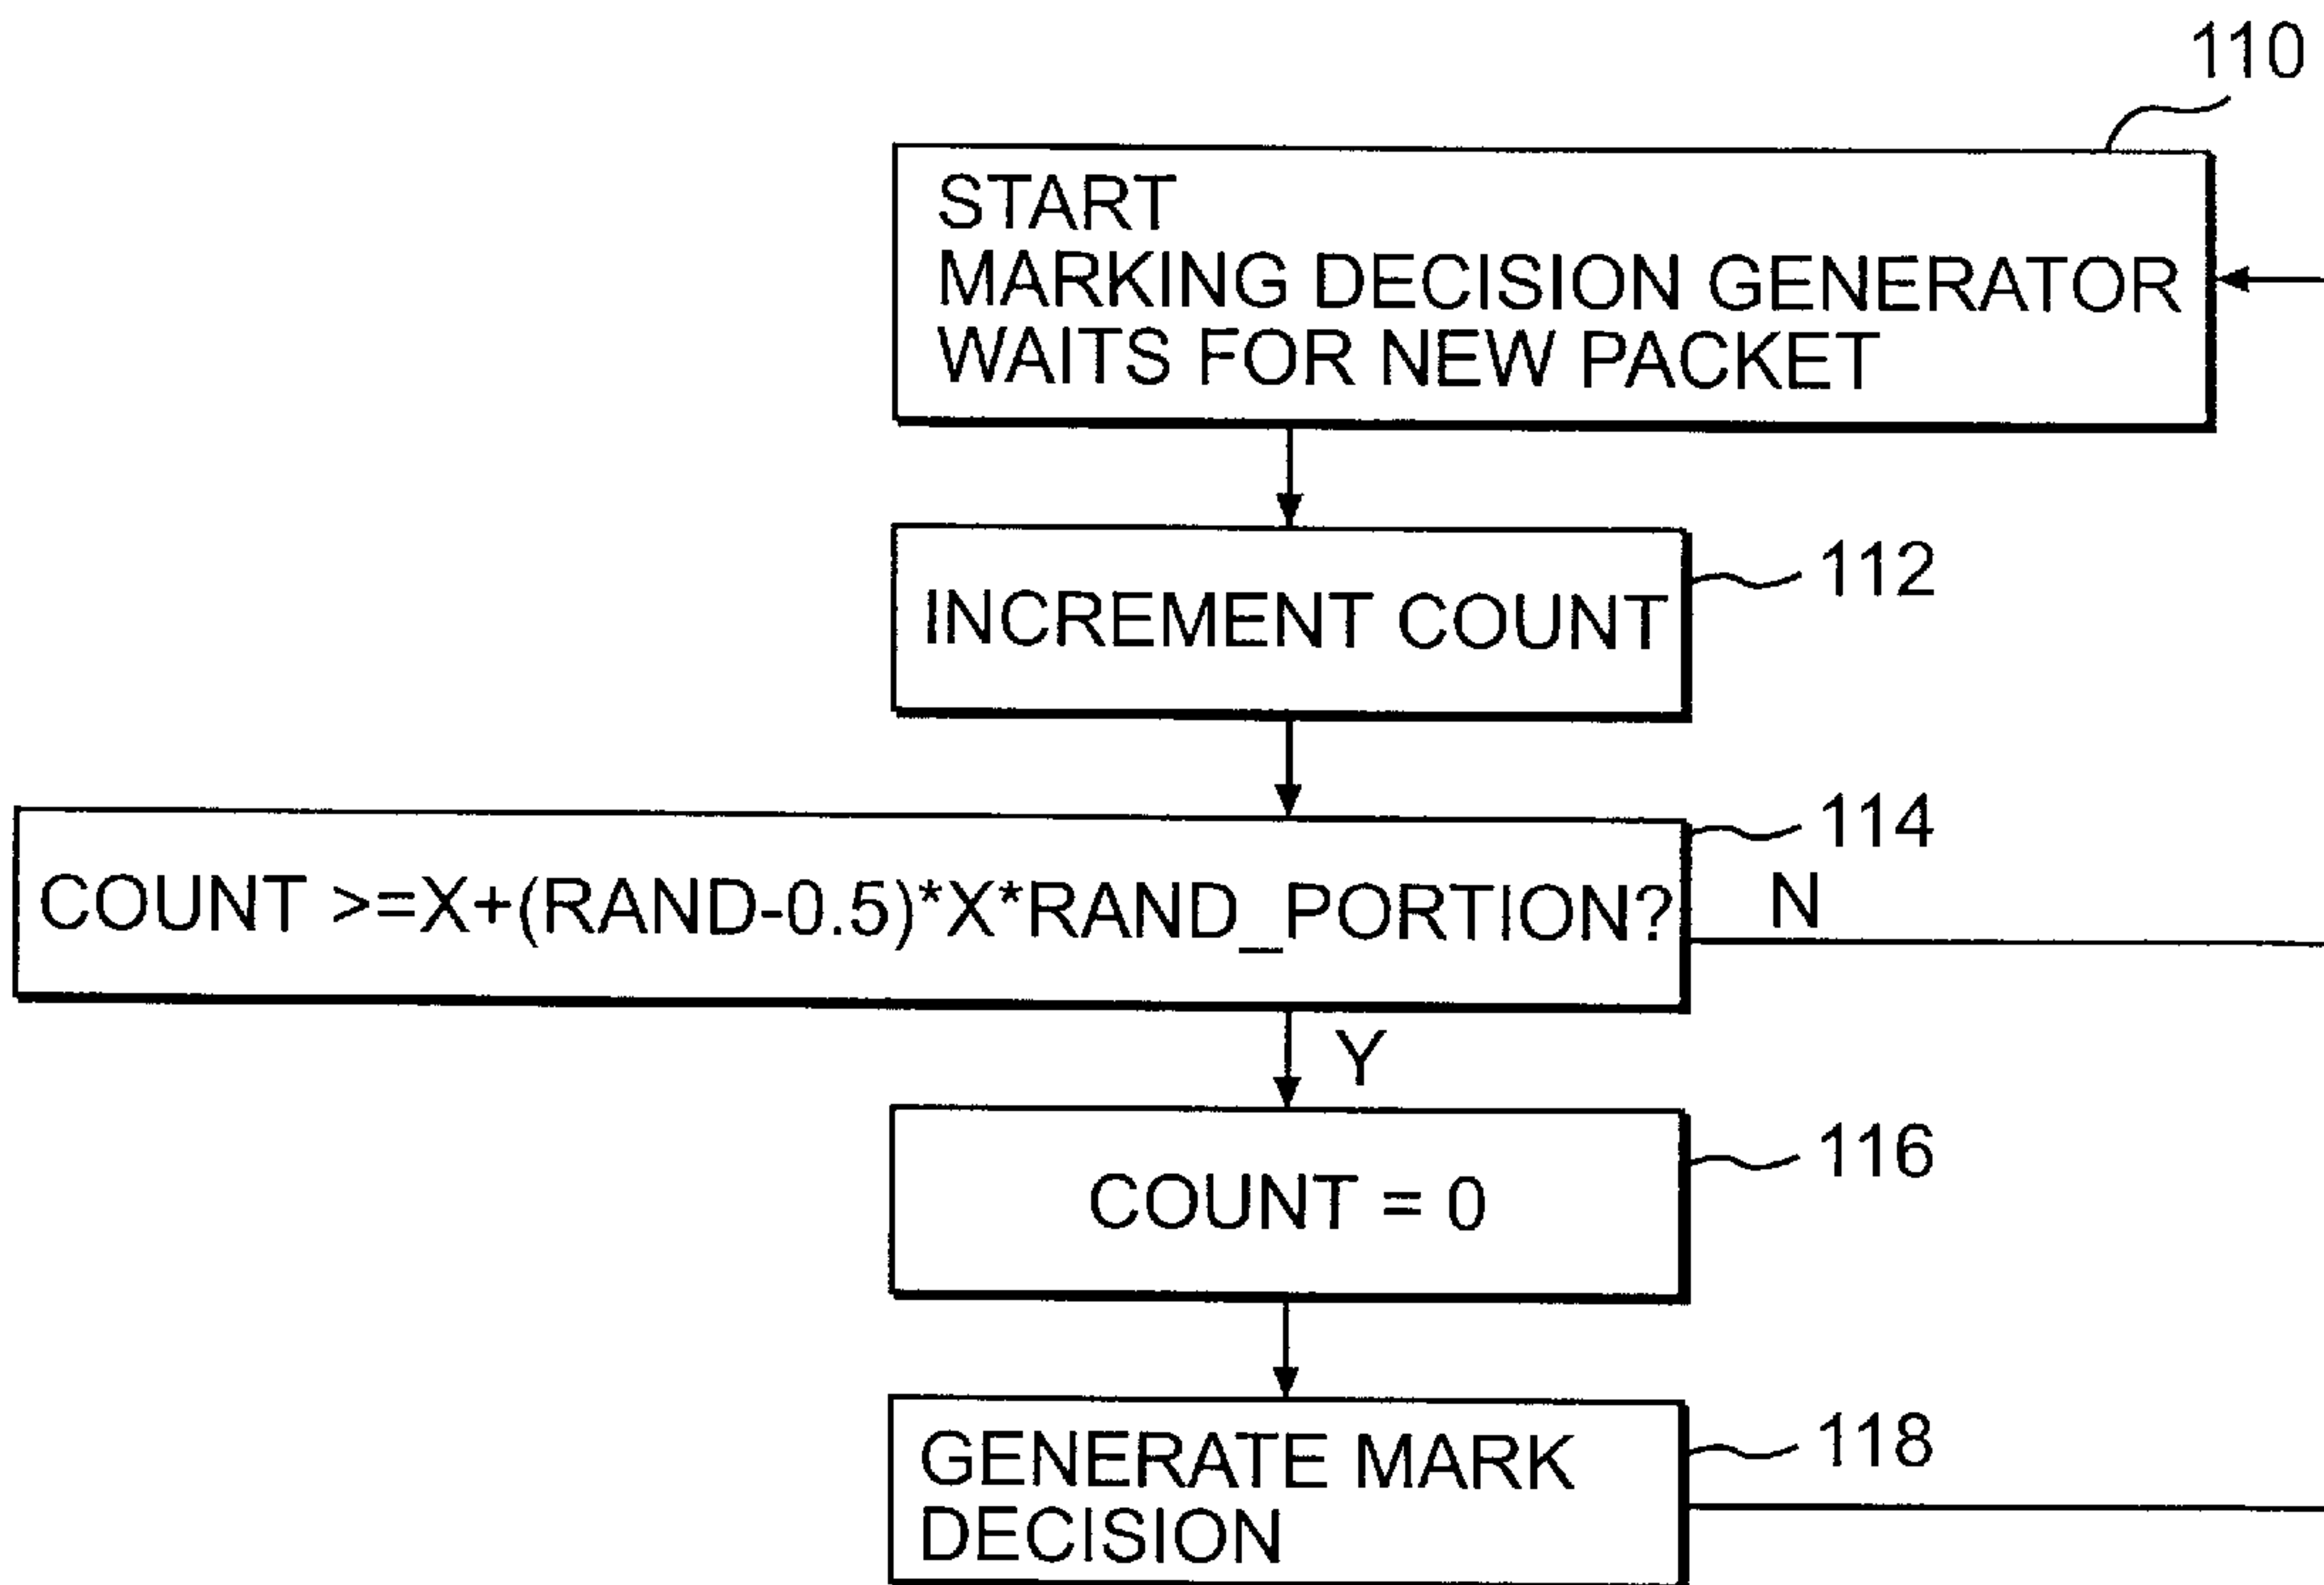 110
START
MARKING DECISION GENERATOR
WAITS FOR NEW PACKET
INCREMENT COUNT
112
COUNT >=X+(RAND-0.5)*X*RAND_PORTION?
114
N
Y
COUNT = 0
116
GENERATE MARK
DECISION
118